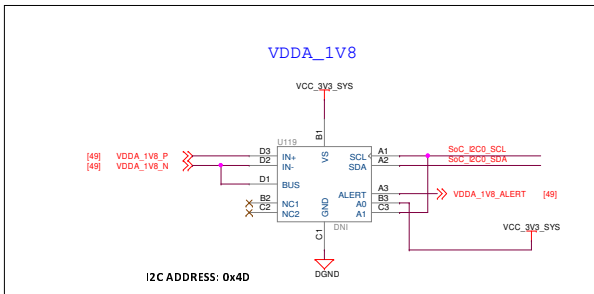 VDDA_1V8
VCC_3V3_SYS
U119
B1
VS
[49] VDDA_1V8_P D3 IN+ SCL A1 SoC_I2C0_SCL
[49] VDDA_1V8_N D2 IN- SDA A2 SoC_I2C0_SDA
D1 BUS
ALERT A3 VDDA_1V8_ALERT [49]
B2 NC1 A0 B3
C2 NC2 A1 C3
GND
DNI
C1
VCC_3V3_SYS
DGND
I2C ADDRESS: 0x4D